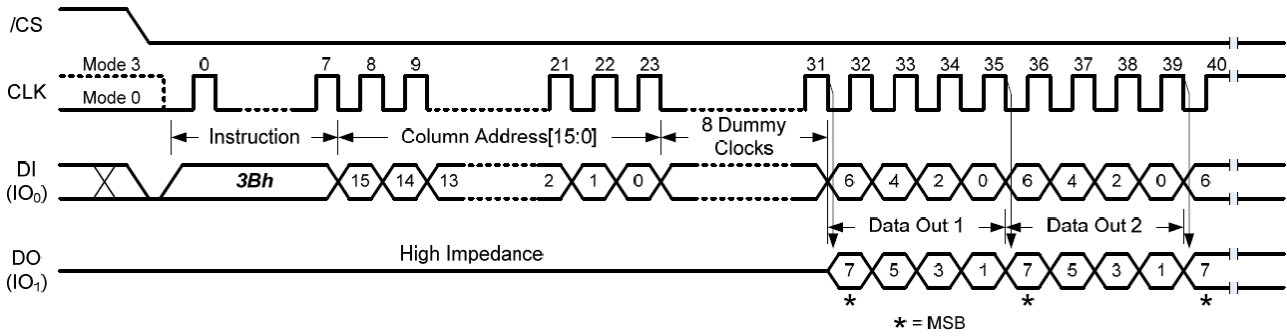 /CS
Mode 3 0 7 8 9 21 22 23 31 32 33 34 35 36 37 38 39 40
CLK Mode 0
Instruction Column Address[15:0] 8 Dummy
Clocks
DI
(IO0) 3Bh 15 14 13 2 1 0 6 4 2 0 6 4 2 0 6
Data Out 1 Data Out 2
High Impedance
DO
(IO1) 7 5 3 1 7 5 3 1 7
* * *
* = MSB